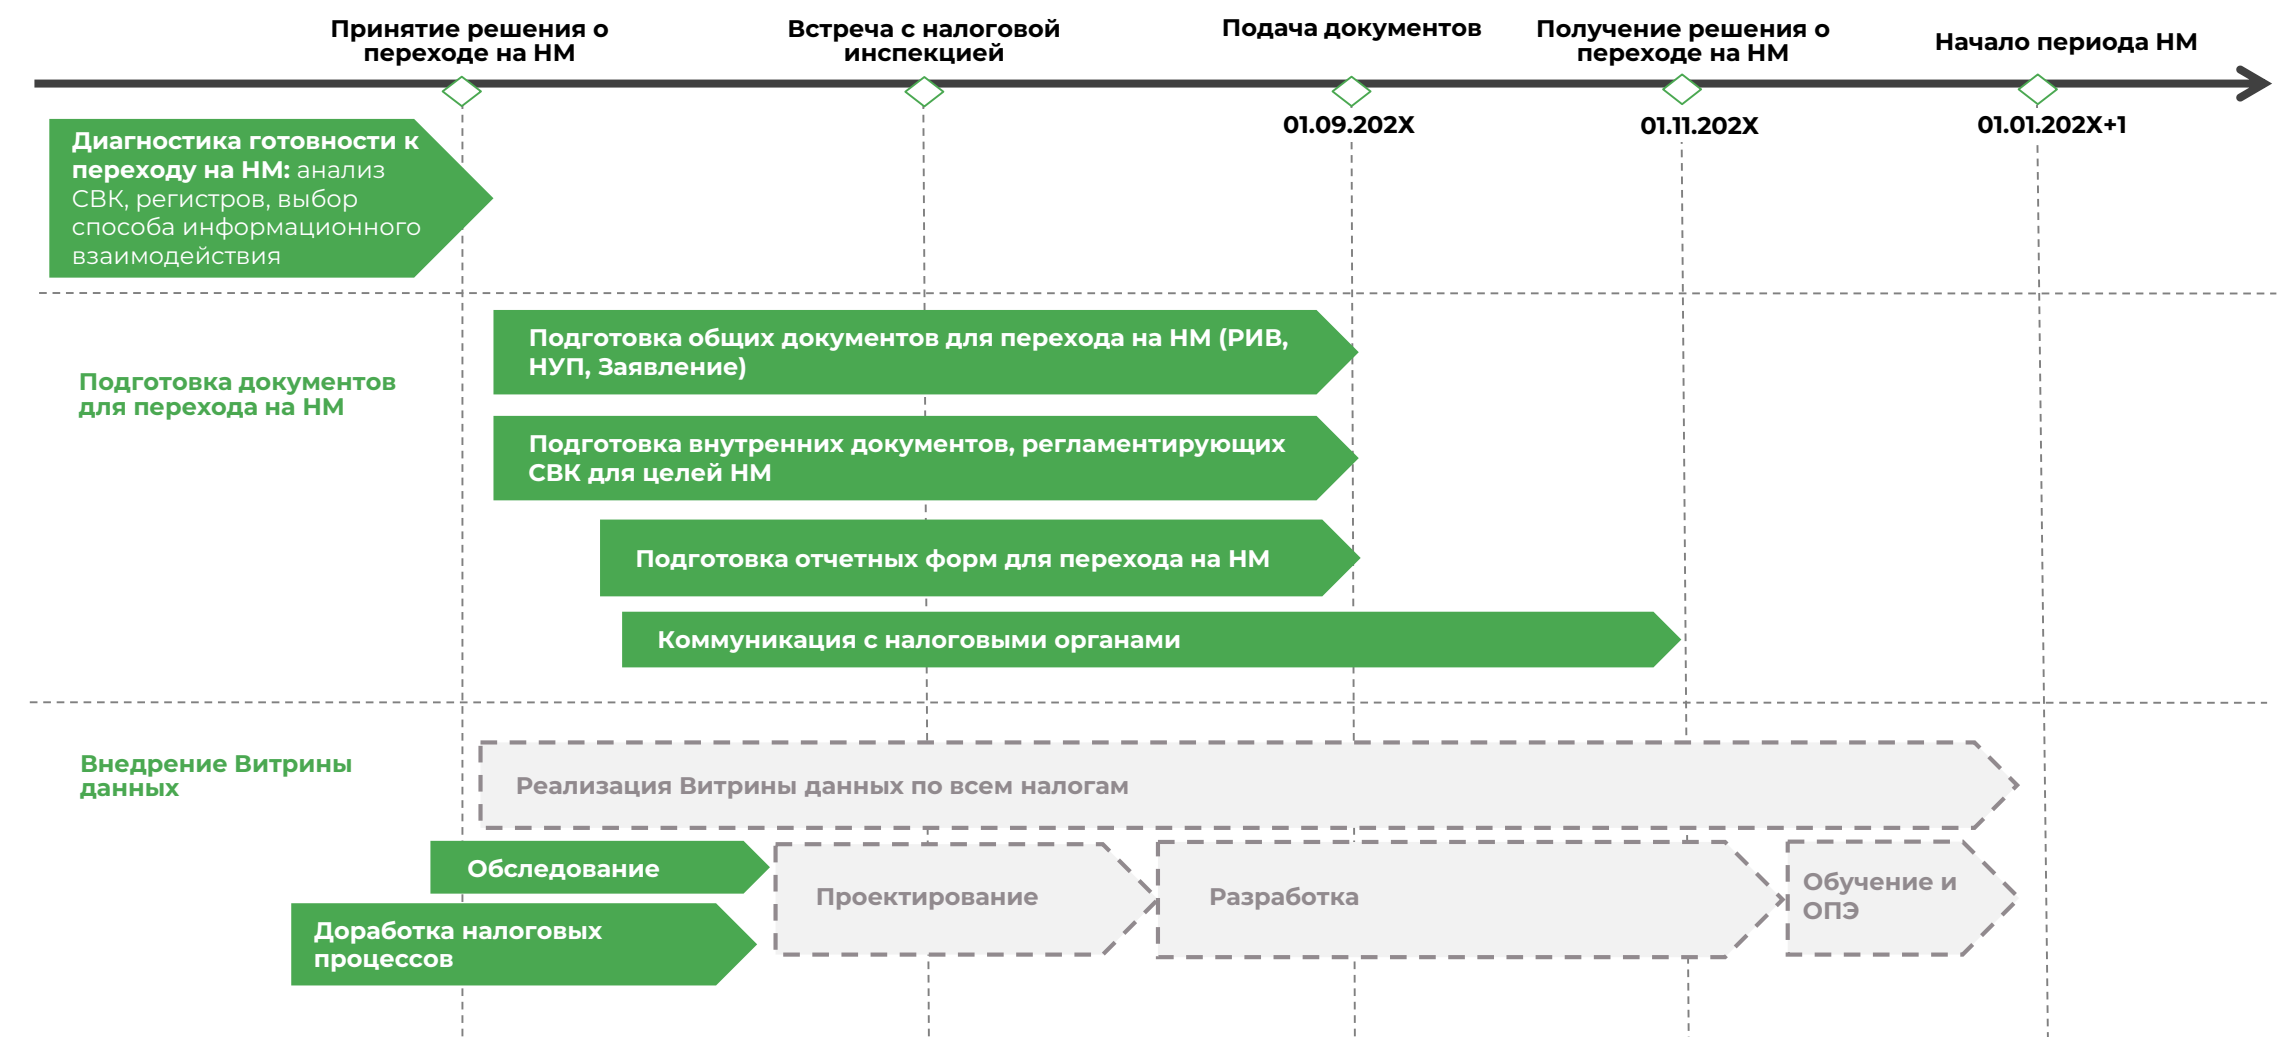 Принятие решения о
переходе на НМ
Встреча с налоговой
инспекцией
Подача документов
Получение решения о
переходе на НМ
Начало периода НМ
01.09.202X
01.11.202X
01.01.202X+1
Диагностика готовности к
переходу на НМ: анализ
СВК, регистров, выбор
способа информационного
взаимодействия
Подготовка документов
для перехода на НМ
Подготовка общих документов для перехода на НМ (РИВ,
НУП, Заявление)
Подготовка внутренних документов, регламентирующих
СВК для целей НМ
Подготовка отчетных форм для перехода на НМ
Коммуникация с налоговыми органами
Внедрение Витрины
данных
Реализация Витрины данных по всем налогам
Обследование
Проектирование
Разработка
Обучение и
ОПЭ
Доработка налоговых
процессов